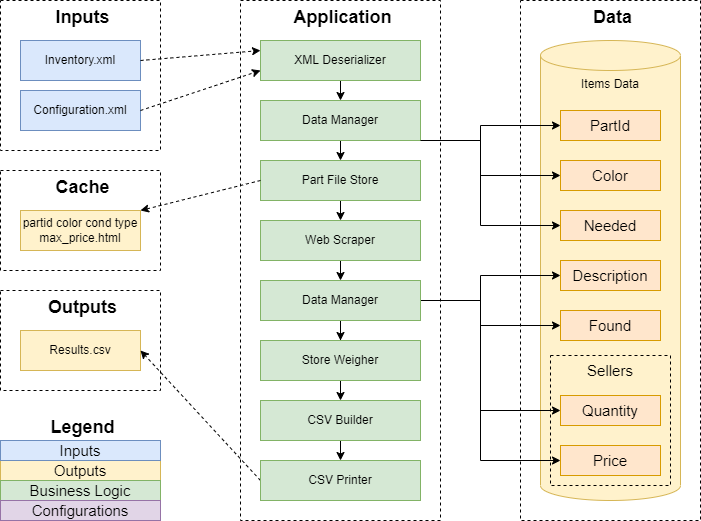 Inputs
Inventory.xml
Configuration.xml
Cache
partid color cond type
max_price.html
Outputs
Results.csv
Legend
Inputs
Outputs
Business Logic
Configurations
Application
XML Deserializer
Data Manager
Part File Store
Web Scraper
Data Manager
Store Weigher
CSV Builder
CSV Printer
Data
Items Data
PartId
Color
Needed
Description
Found
Sellers
Quantity
Price